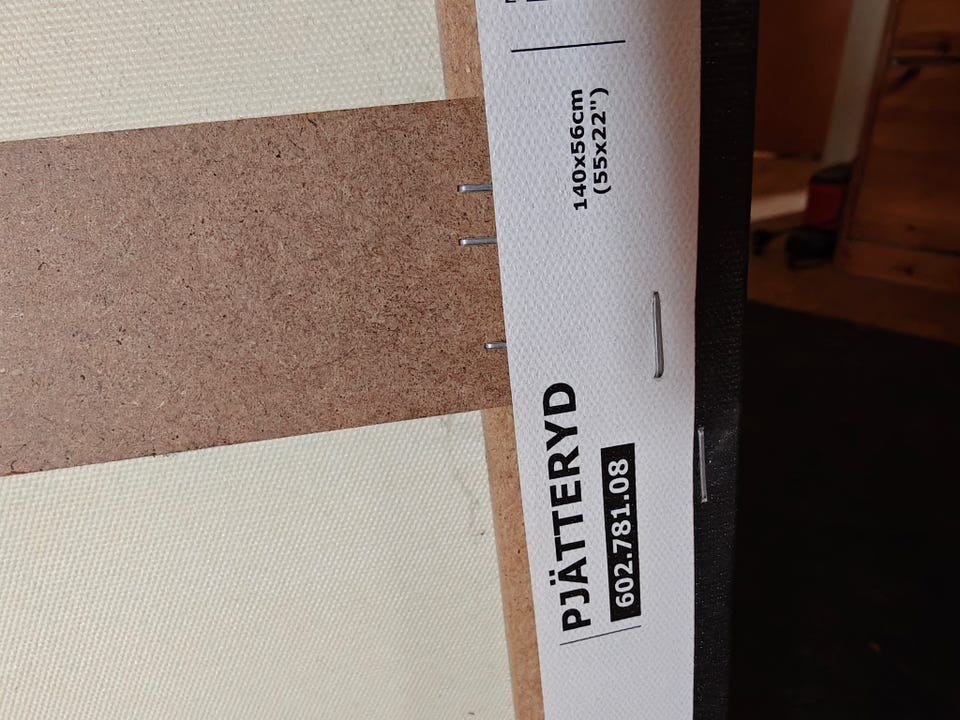 PJÄTTERYD
602.781.08
140x56cm
(55x22")